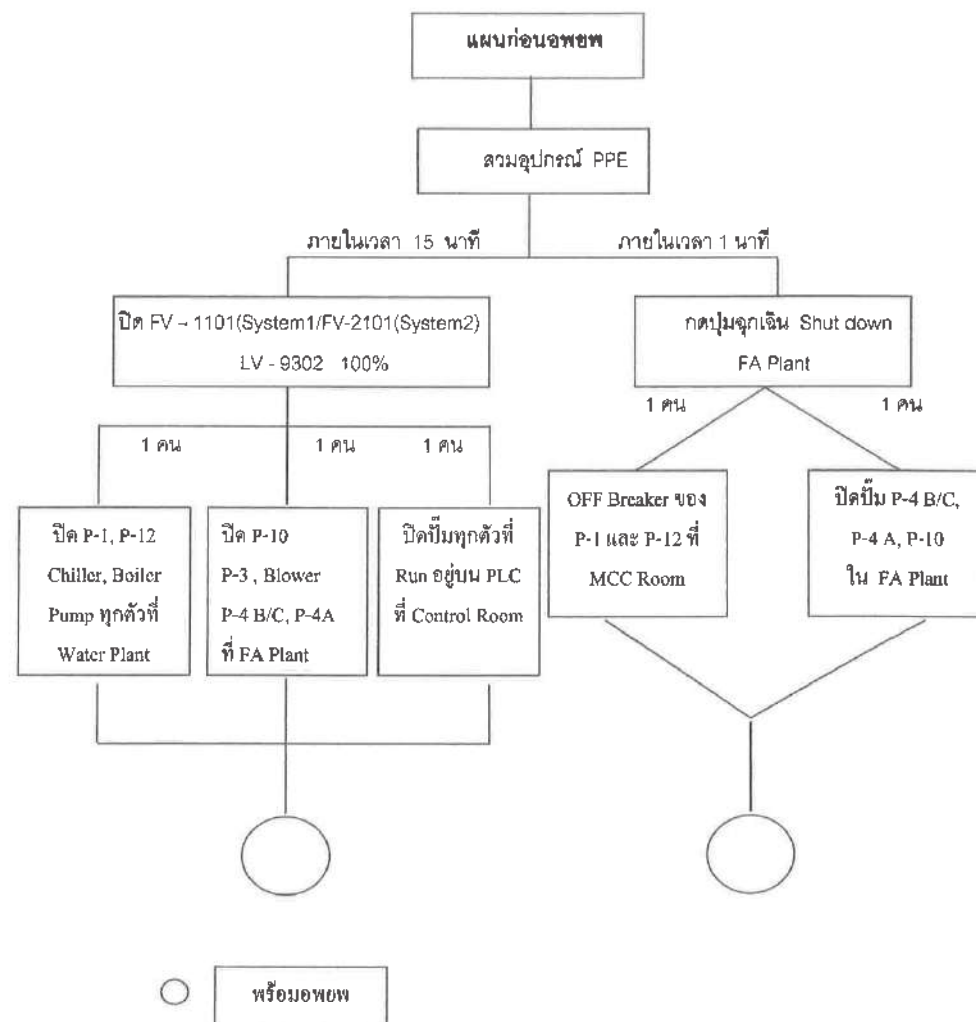 แผนก่อนอพยพ
สวมอุปกรณ์ PPE
ภายในเวลา 15 นาที
ภายในเวลา 1 นาที
ปิด FV - 1101(System1/FV-2101(System2)
LV - 9302 100%
กดปุ่มฉุกเฉิน Shut down
FA Plant
1 คน
1 คน
1 คน
1 คน
1 คน
ปิด P-1, P-12
Chiller, Boiler
Pump ทุกตัวที่
Water Plant
ปิด P-10
P-3 , Blower
P-4 B/C, P-4A
ที่ FA Plant
ปิดปั๊มทุกตัวที่
Run อยู่บน PLC
ที่ Control Room
OFF Breaker ของ
P-1 และ P-12 ที่
MCC Room
ปิดปั๊ม P-4 B/C,
P-4 A, P-10
ใน FA Plant
พร้อมอพยพ